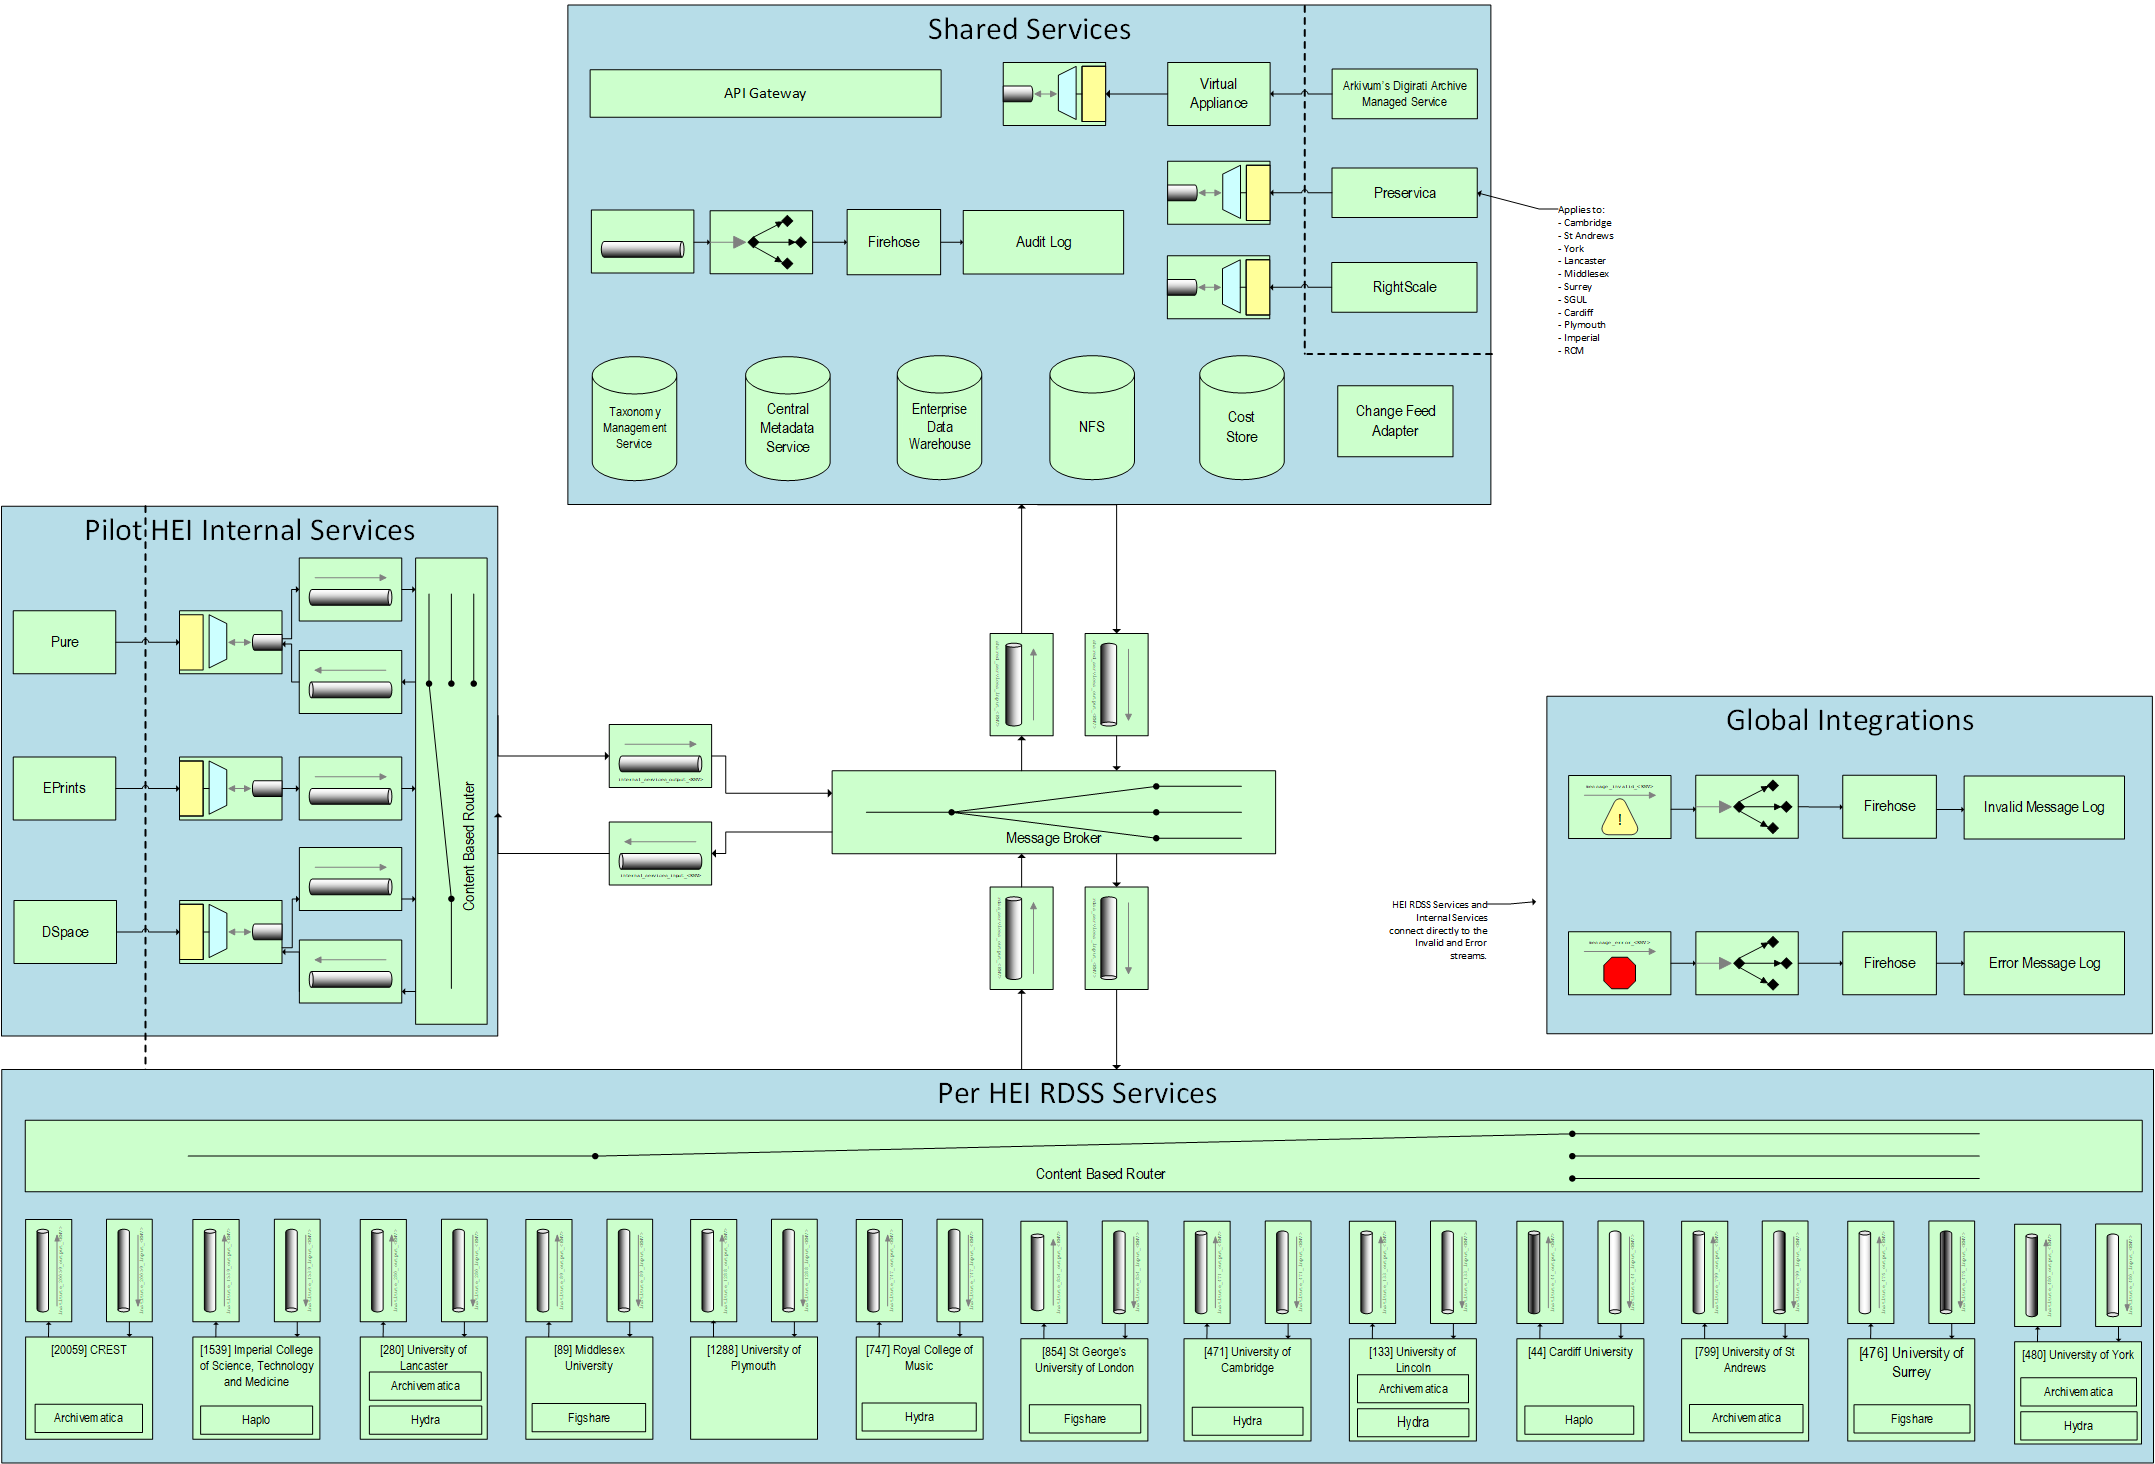 Shared Services
API Gateway
Virtual
Appliance
Arkivum's Digirati Archive
Managed Service
Preservica
Applies to:
- Cambridge
- St Andrews
- York
- Lancaster
- Middlesex
- Surrey
- SGUL
- Cardiff
- Plymouth
- Imperial
- RCM
Firehose
Audit Log
RightScale
Taxonomy
Management
Service
Central
Metadata
Service
Enterprise
Data
Warehouse
NFS
Cost
Store
Change Feed
Adapter
Pilot HEI Internal Services
Pure
EPrints
DSpace
Content Based Router
internal_services_output_<ENV>
internal_services_input_<ENV>
Message Broker
Global Integrations
message_invalid_<ENV>
!
Firehose
Invalid Message Log
message_error_<ENV>
Firehose
Error Message Log
HEI RDSS Services and
Internal Services
connect directly to the
Invalid and Error
streams.
Per HEI RDSS Services
Content Based Router
[20059] CREST
Archivematica
[1539] Imperial College
of Science, Technology
and Medicine
Haplo
[280] University of
Lancaster
Archivematica
Hydra
[89] Middlesex
University
Figshare
[1288] University of
Plymouth
[747] Royal College of
Music
Hydra
[854] St George's
University of London
Figshare
[471] University of
Cambridge
Hydra
[133] University of
Lincoln
Archivematica
Hydra
[44] Cardiff University
Haplo
[799] University of St
Andrews
Archivematica
[476] University of
Surrey
Figshare
[480] University of York
Archivematica
Hydra